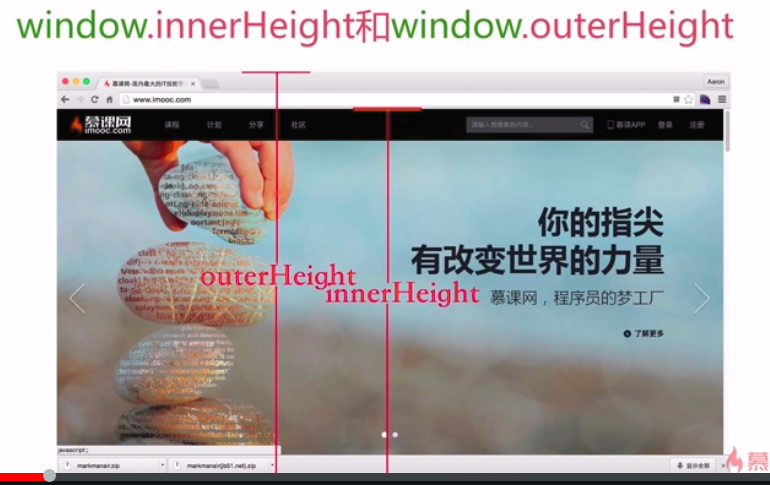 window.innerHeight和window.outerHeight
慕课网-国内最大的IT技能学
Aaron
www.imooc.com
慕课网
imooc.com
课程
计划
分享
社区
请输入想搜索的内容...
慕课APP
登录
注册
你的指尖
有改变世界的力量
outerHeight
innerHeight
慕课网,程序员的梦工厂
了解更多
javascript:;
markmanair.zip
markmanair(jb51.net).zip
显示全部
慕